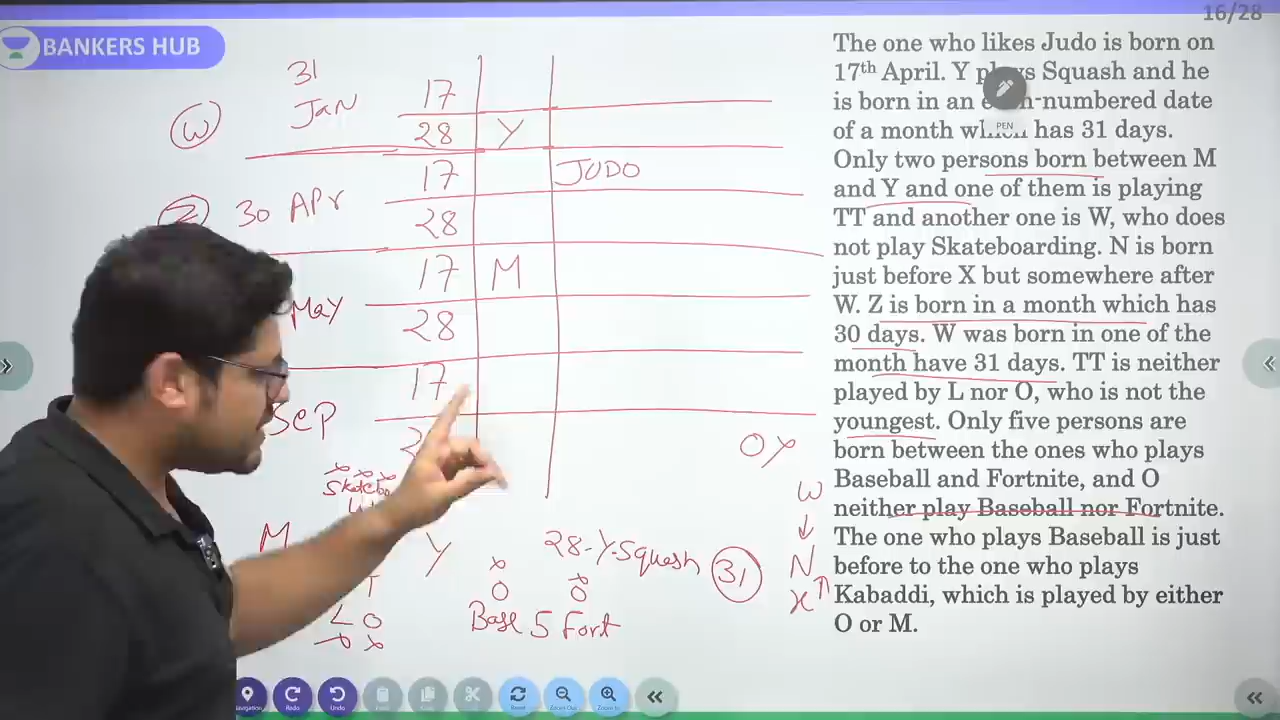 16/28
BANKERS HUB
31
Jan
17
W
28 Y
17 JUDO
30 Apr
28
17 M
May
28
17
Sep
M
Y
28-Y-Squash
31
L O
O O
Base 5 Fort
O Y
W
N
X
The one who likes Judo is born on
17th April. Y Squash and he
is born in an -numbered date
of a month has 31 days.
Only two persons born between M
and Y and one of them is playing
TT and another one is W, who does
not play Skateboarding. N is born
just before X but somewhere after
W. Z is born in a month which has
30 days. W was born in one of the
month have 31 days. TT is neither
played by L nor O, who is not the
youngest. Only five persons are
born between the ones who plays
Baseball and Fortnite, and O
neither play Baseball nor Fortnite.
The one who plays Baseball is just
before to the one who plays
Kabaddi, which is played by either
O or M.
PEN
Redo
Undo
Reset
Zoom Out